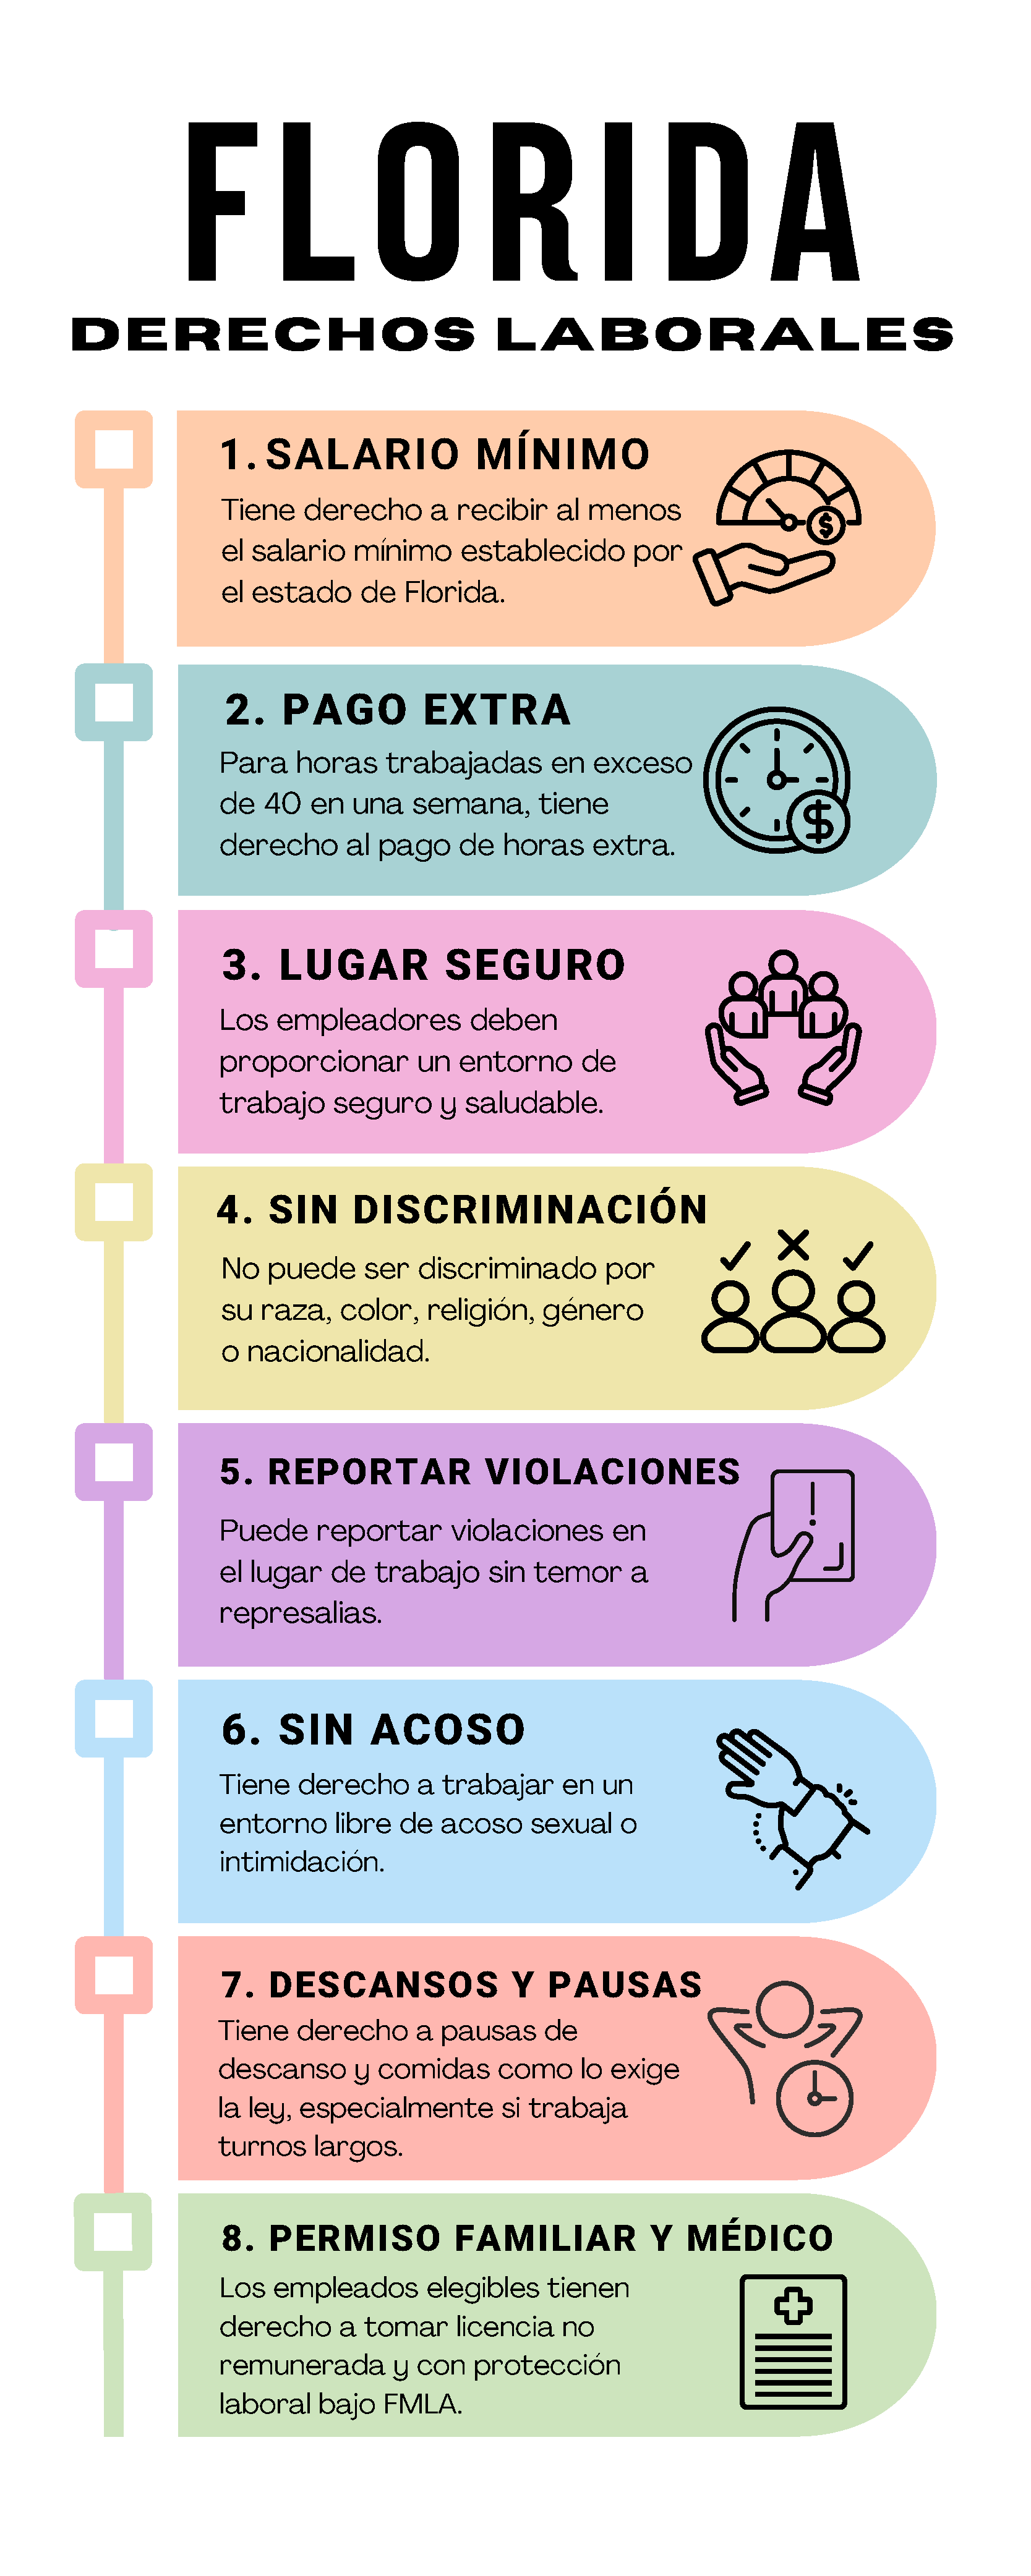 FLORIDA
DERECHOS LABORALES
1. SALARIO MÍNIMO
Tiene derecho a recibir al menos
el salario mínimo establecido por
el estado de Florida.
2. PAGO EXTRA
Para horas trabajadas en exceso
de 40 en una semana, tiene
derecho al pago de horas extra.
3. LUGAR SEGURO
Los empleadores deben
proporcionar un entorno de
trabajo seguro y saludable.
4. SIN DISCRIMINACIÓN
No puede ser discriminado por
su raza, color, religión, género
o nacionalidad.
5. REPORTAR VIOLACIONES
Puede reportar violaciones en
el lugar de trabajo sin temor a
represalias.
6. SIN ACOSO
Tiene derecho a trabajar en un
entorno libre de acoso sexual o
intimidación.
7. DESCANSOS Y PAUSAS
Tiene derecho a pausas de
descanso y comidas como lo exige
la ley, especialmente si trabaja
turnos largos.
8. PERMISO FAMILIAR Y MÉDICO
Los empleados elegibles tienen
derecho a tomar licencia no
remunerada y con protección
laboral bajo FMLA.